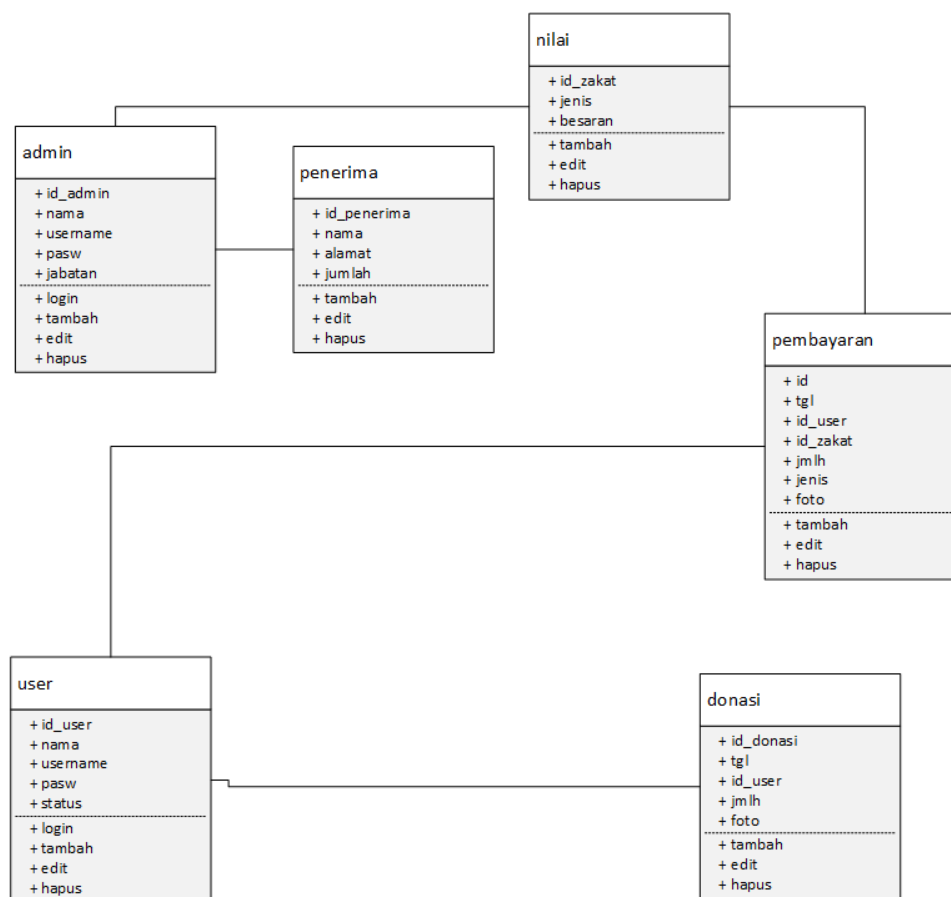 nilai
+ id_zakat
+ jenis
+ besaran
+ tambah
+ edit
+ hapus
admin
+ id_admin
+ nama
+ username
+ pasw
+ jabatan
+ login
+ tambah
+ edit
+ hapus
penerima
+ id_penerima
+ nama
+ alamat
+ jumlah
+ tambah
+ edit
+ hapus
pembayaran
+ id
+ tgl
+ id_user
+ id_zakat
+ jmlh
+ jenis
+ foto
+ tambah
+ edit
+ hapus
user
+ id_user
+ nama
+ username
+ pasw
+ status
+ login
+ tambah
+ edit
+ hapus
donasi
+ id_donasi
+ tgl
+ id_user
+ jmlh
+ foto
+ tambah
+ edit
+ hapus